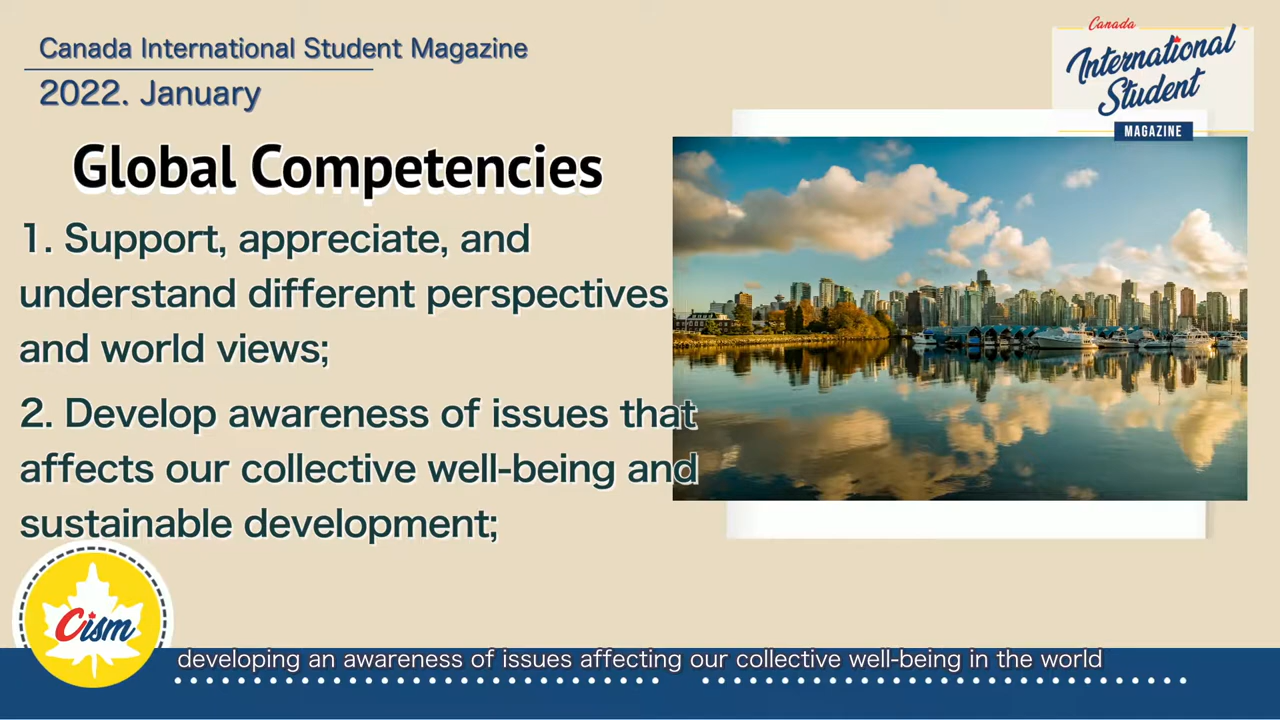 Canada International Student Magazine
2022. January
Canada
International
Student
MAGAZINE
Global Competencies
1. Support, appreciate, and
understand different perspectives
and world views;
2. Develop awareness of issues that
affects our collective well-being and
sustainable development;
Cism
developing an awareness of issues affecting our collective well-being in the world